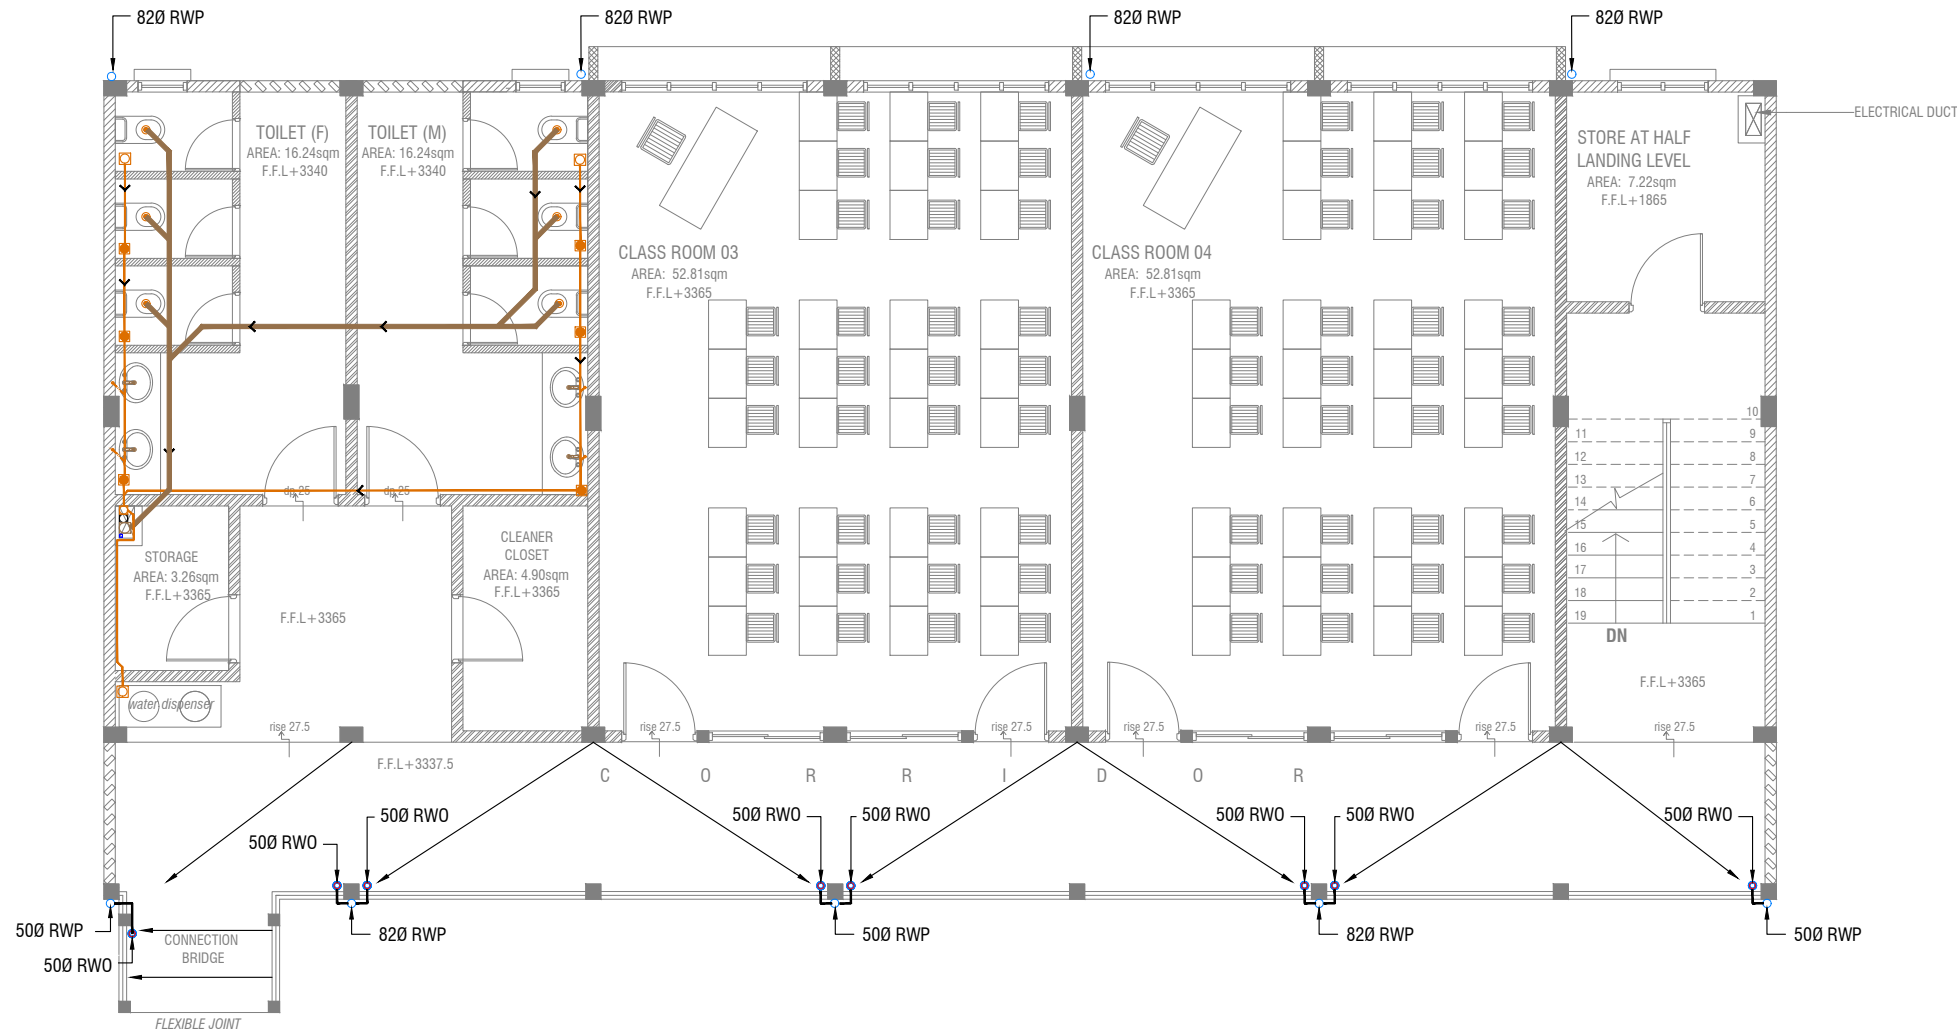 82Ø RWP
82Ø RWP
82Ø RWP
82Ø RWP
ELECTRICAL DUCT
TOILET (F)
AREA: 16.24sqm
F.F.L+3340
TOILET (M)
AREA: 16.24sqm
F.F.L+3340
STORE AT HALF
LANDING LEVEL
AREA: 7.22sqm
F.F.L+1865
CLASS ROOM 03
AREA: 52.81sqm
F.F.L+3365
CLASS ROOM 04
AREA: 52.81sqm
F.F.L+3365
10
11 9
12 8
13 7
14 6
15 5
16 4
17 3
18 2
19 1
DN
dp 25
dp 25
STORAGE
AREA: 3.26sqm
F.F.L+3365
CLEANER
CLOSET
AREA: 4.90sqm
F.F.L+3365
F.F.L+3365
F.F.L+3365
water dispenser
rise 27.5
rise 27.5
rise 27.5
rise 27.5
rise 27.5
rise 27.5
F.F.L+3337.5
C O R R I D O R
50Ø RWO
50Ø RWO
50Ø RWO
50Ø RWO
50Ø RWO
50Ø RWO
50Ø RWO
50Ø RWP
50Ø RWO
CONNECTION
BRIDGE
82Ø RWP
50Ø RWP
82Ø RWP
50Ø RWP
FLEXIBLE JOINT